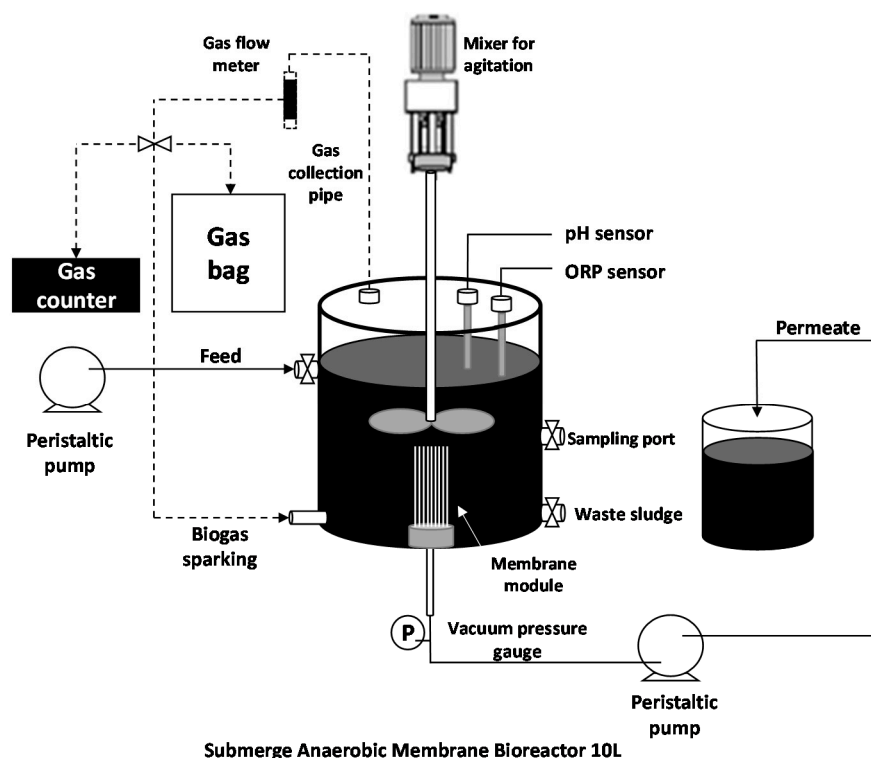 Gas flow
meter
Mixer for
agitation
Gas
collection
pipe
Gas
bag
Gas
counter
pH sensor
ORP sensor
Feed
Permeate
Peristaltic
pump
Sampling port
Waste sludge
Biogas
sparking
Membrane
module
P
Vacuum pressure
gauge
Peristaltic
pump
Submerge Anaerobic Membrane Bioreactor 10L